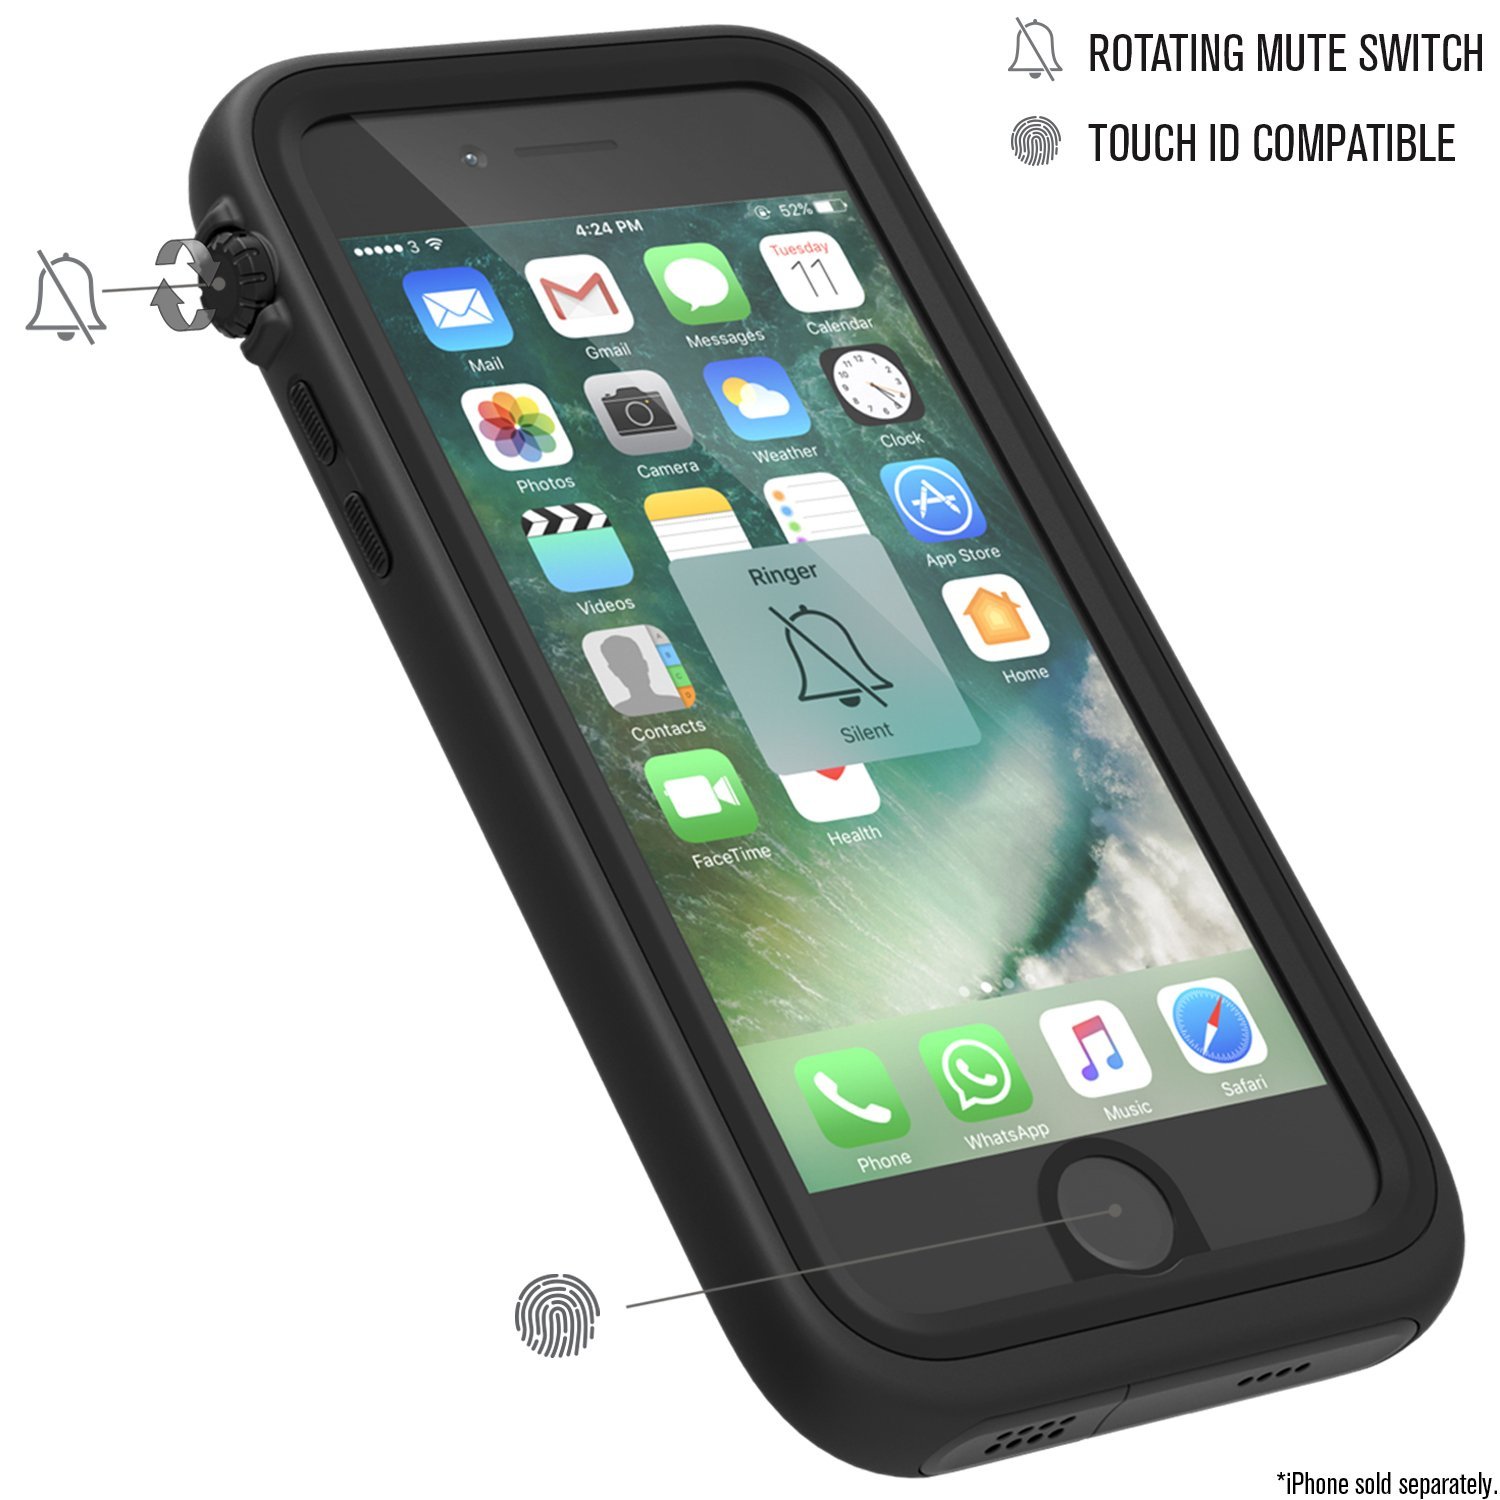 ROTATING MUTE SWITCH
TOUCH ID COMPATIBLE
3
4:24 PM
52%
Mail
Gmail
Messages
Tuesday
11
Calendar
Photos
Camera
Weather
Clock
Videos
App Store
Ringer
Silent
Contacts
Home
FaceTime
Health
Phone
WhatsApp
Music
Safari
*iPhone sold separately.